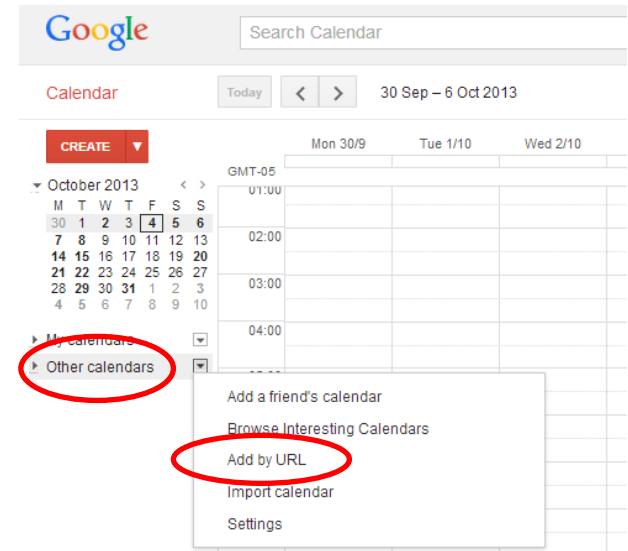 Google
Search Calendar
Calendar
Today
30 Sep – 6 Oct 2013
CREATE
Mon 30/9 Tue 1/10 Wed 2/10
GMT-05
October 2013 < >
M T W T F S S
30 1 2 3 4 5 6
7 8 9 10 11 12 13
14 15 16 17 18 19 20
21 22 23 24 25 26 27
28 29 30 31 1 2 3
4 5 6 7 8 9 10
01:00
02:00
03:00
04:00
My calendars
Other calendars
Add a friend's calendar
Browse Interesting Calendars
Add by URL
Import calendar
Settings